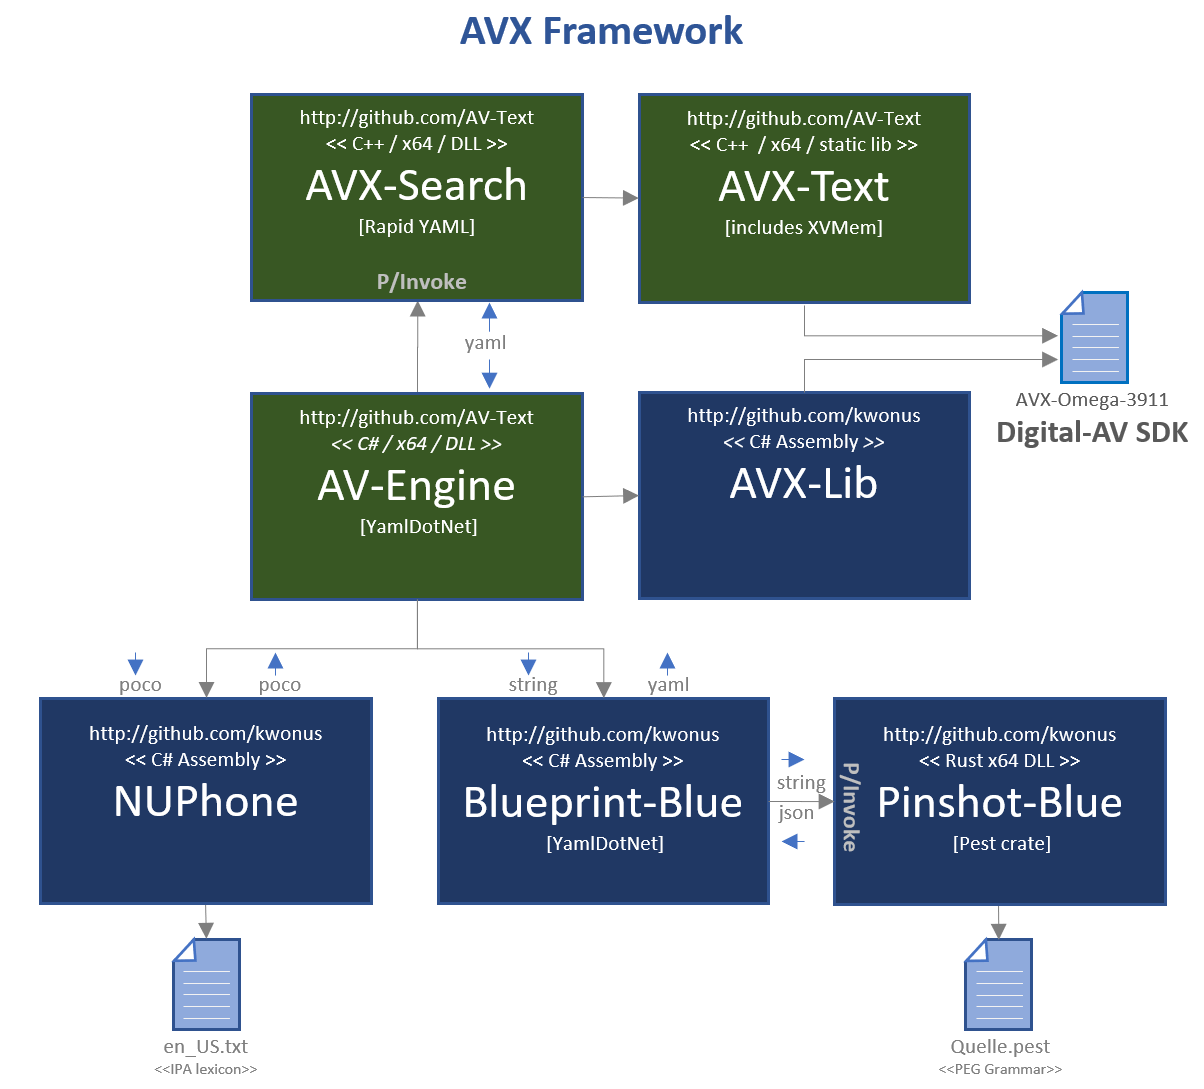 AVX Framework
http://github.com/AV-Text
<< C++ / x64 / DLL >>
AVX-Search
[Rapid YAML]
P/Invoke
http://github.com/AV-Text
<< C++  / x64 / static lib >>
AVX-Text
[includes XVMem]
yaml
AVX-Omega-3911
Digital-AV SDK
http://github.com/AV-Text
<< C# / x64 / DLL >>
AV-Engine
[YamlDotNet]
http://github.com/kwonus
<< C# Assembly >>
AVX-Lib
poco
poco
string
yaml
http://github.com/kwonus
<< C# Assembly >>
NUPhone
http://github.com/kwonus
<< C# Assembly >>
Blueprint-Blue
[YamlDotNet]
string
json
P/Invoke
http://github.com/kwonus
<< Rust x64 DLL >>
Pinshot-Blue
[Pest crate]
en_US.txt
<<IPA lexicon>>
Quelle.pest
<<PEG Grammar>>